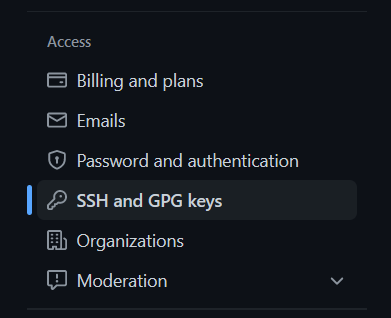 Access
Billing and plans
Emails
Password and authentication
SSH and GPG keys
Organizations
Moderation